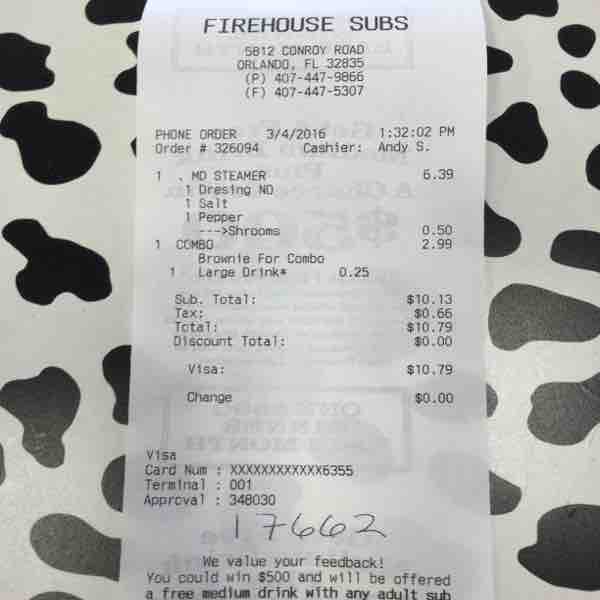 FIREHOUSE SUBS
5812 CONROY ROAD
ORLANDO, FL 32835
(P) 407-447-9866
(F) 407-447-5307
PHONE ORDER 3/4/2016 1:32:02 PM
Order # 326094 Cashier: Andy S.
1 . MD STEAMER 6.39
1 Dresing NO
1 Salt
1 Pepper
--->Shrooms 0.50
1 COMBO 2.99
Brownie For Combo
1 Large Drink* 0.25
Sub. Total: $10.13
Tax: $0.66
Total: $10.79
Discount Total: $0.00
Visa: $10.79
Change $0.00
Visa
Card Num : XXXXXXXXXXXX6355
Terminal : 001
Approval : 348030
17662
We value your feedback!
You could win $500 and will be offered
a free medium drink with any adult sub